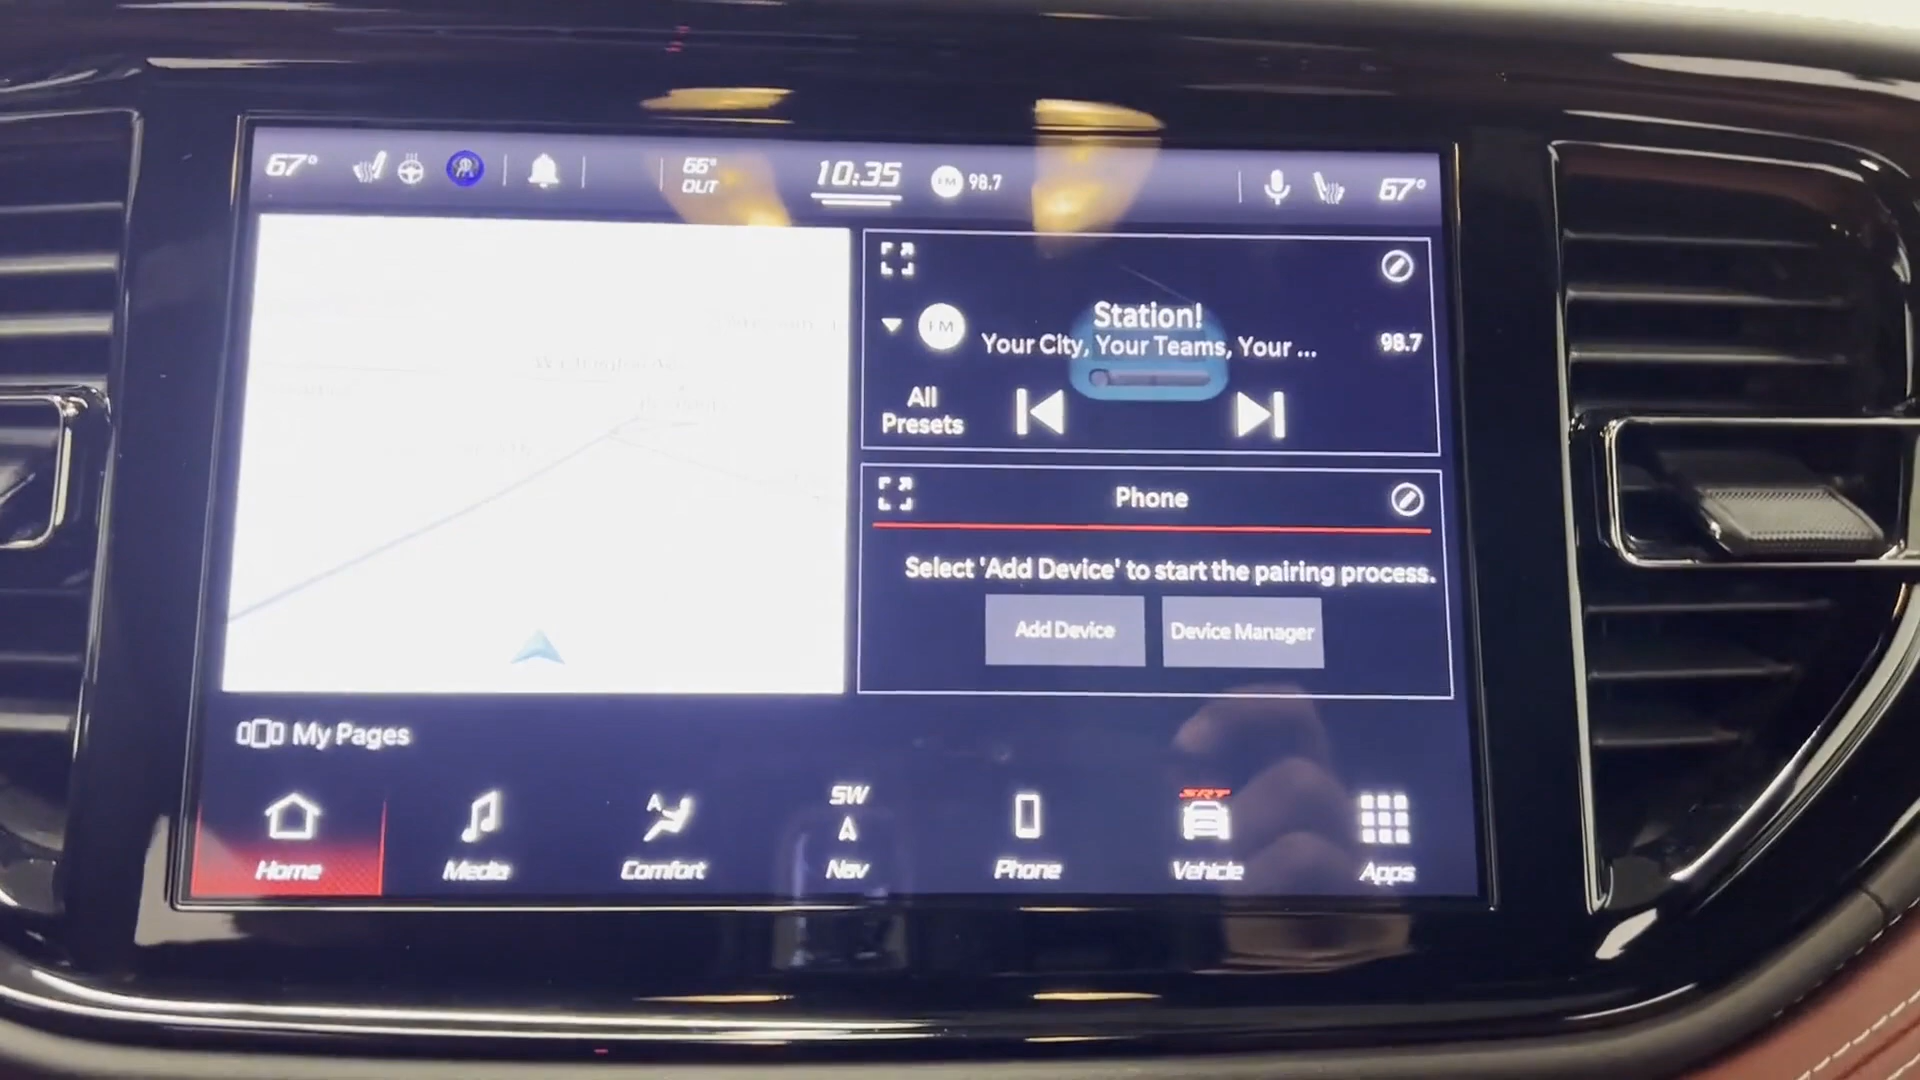 67°
66°
OUT
10:35
FM 98.7
67°
Station!
FM
Your City, Your Teams, Your ...
98.7
All
Presets
Phone
Select 'Add Device' to start the pairing process.
Add Device
Device Manager
My Pages
Home
Media
A
Comfort
SW
Nav
Phone
SRT
Vehicle
Apps